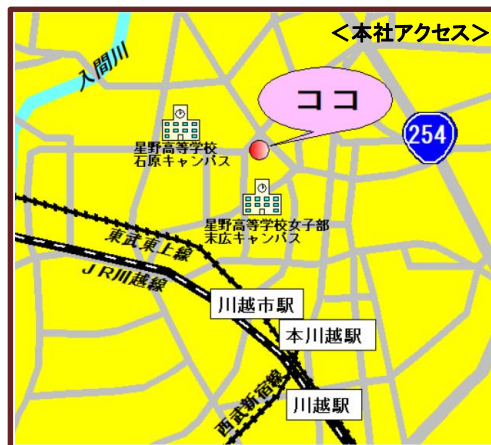 ＜本社アクセス＞
入間川
ココ
254
星野高等学校
石原キャンパス
星野高等学校女子部
末広キャンパス
東武東上線
ＪＲ川越線
川越市駅
本川越駅
西武新宿線
川越駅